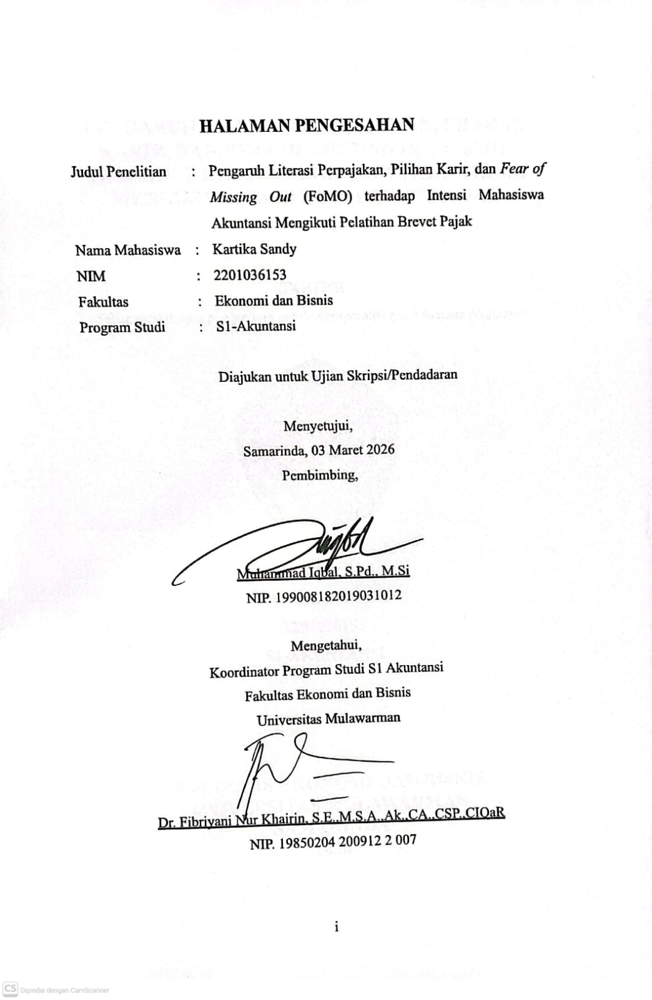 HALAMAN PENGESAHAN
Judul Penelitian : Pengaruh Literasi Perpajakan, Pilihan Karir, dan Fear of
Missing Out (FoMO) terhadap Intensi Mahasiswa
Akuntansi Mengikuti Pelatihan Brevet Pajak
Nama Mahasiswa : Kartika Sandy
NIM : 2201036153
Fakultas : Ekonomi dan Bisnis
Program Studi : S1-Akuntansi
Diajukan untuk Ujian Skripsi/Pendadaran
Menyetujui,
Samarinda, 03 Maret 2026
Pembimbing,
Muhammad Iqbal, S.Pd., M.Si
NIP. 199008182019031012
Mengetahui,
Koordinator Program Studi S1 Akuntansi
Fakultas Ekonomi dan Bisnis
Universitas Mulawarman
Dr. Fibriyani Nur Khairin, S.E.,M.S.A.,Ak.,CA.,CSP.,CIQaR
NIP. 19850204 200912 2 007
i
CS Dipindai dengan CamScanner